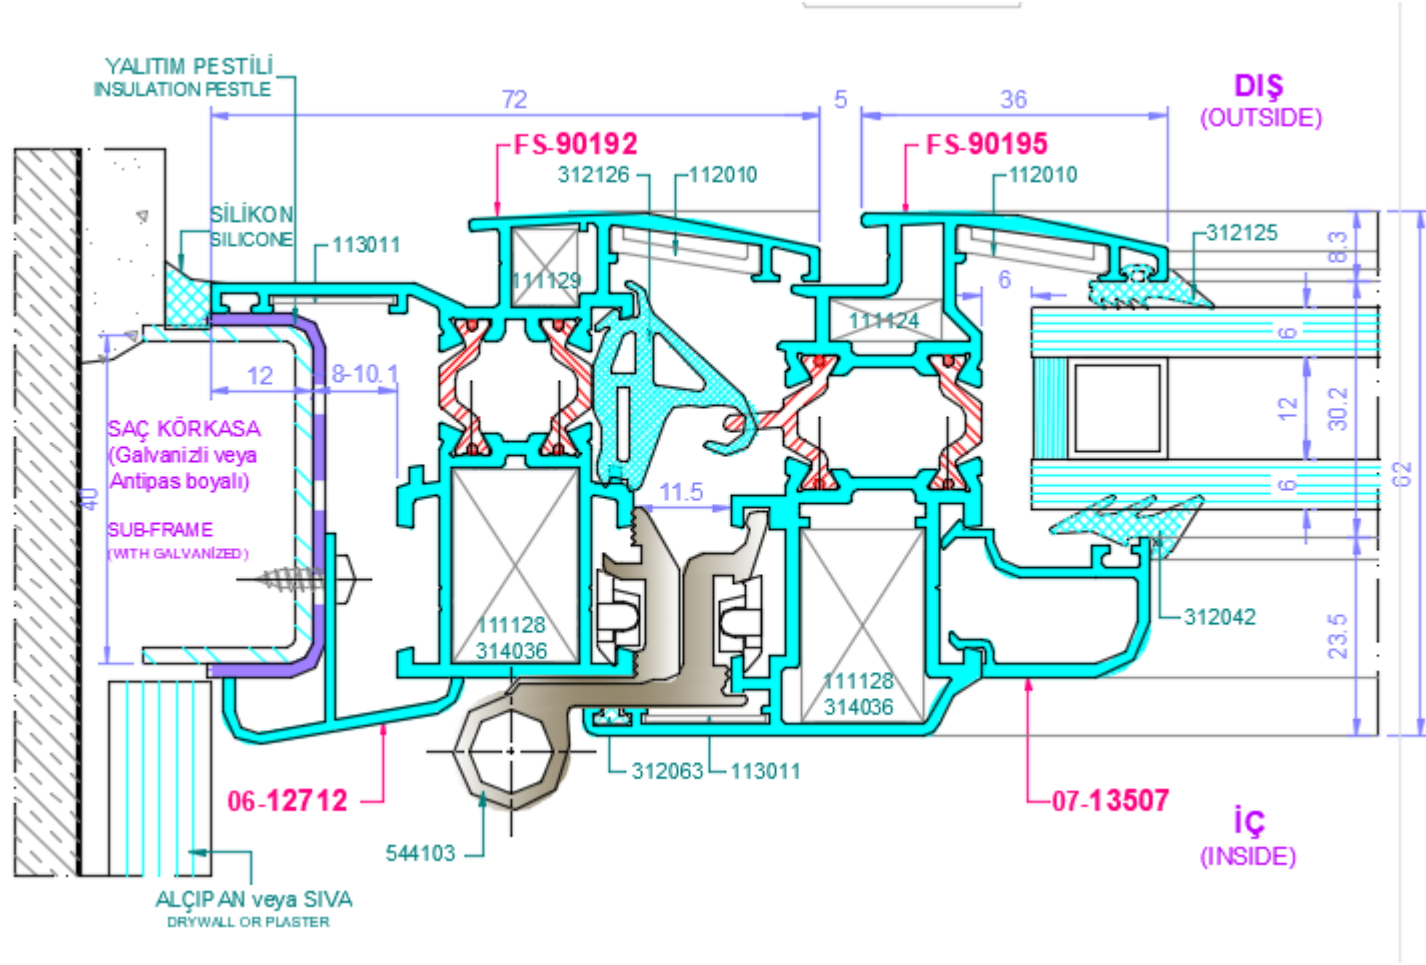 YALITIM PESTİLİ
INSULATION PESTLE
72
5
36
DIŞ
(OUTSIDE)
FS-90192
FS-90195
312126
112010
112010
SİLİKON
SILICONE
113011
312125
8.3
111129
6
111124
6
12
8-10.1
12
30.2
62
SAÇ KÖRKASA
(Galvanizli veya
Antipas boyalı)
40
6
11.5
SUB-FRAME
(WITH GALVANIZED)
111128
314036
312042
23.5
111128
314036
312063
113011
06-12712
07-13507
544103
İÇ
(INSIDE)
ALÇIPAN veya SIVA
DRYWALL OR PLASTER